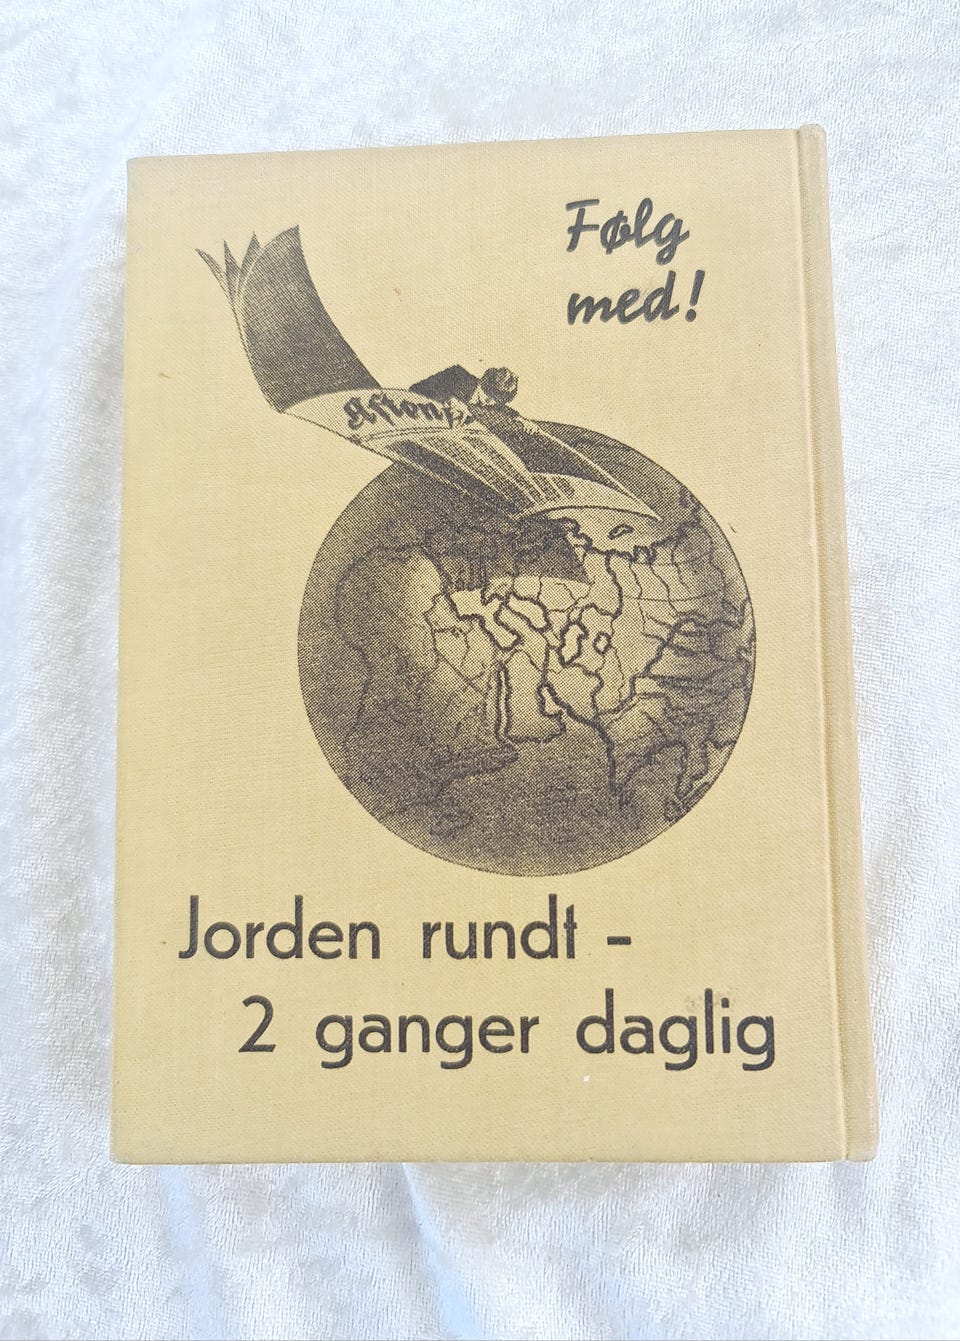 Følg
med!
Jorden rundt -
2 ganger daglig